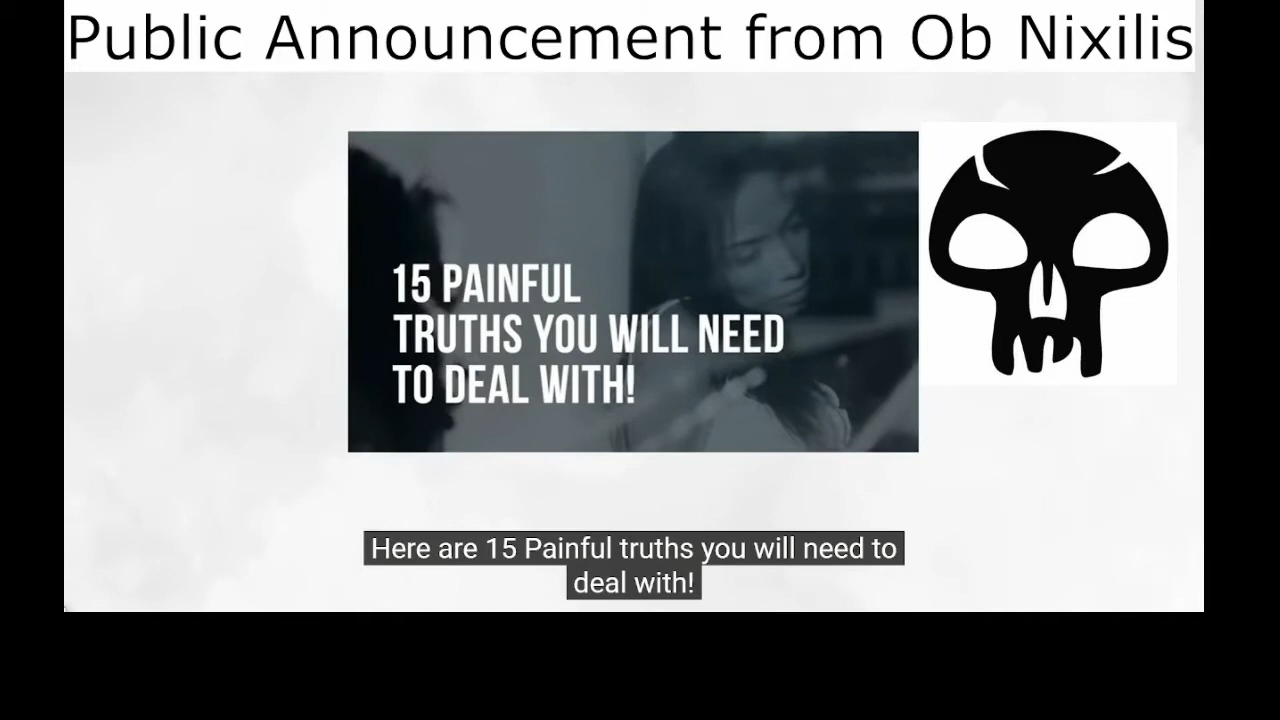 Public Announcement from Ob Nixilis
15 PAINFUL
TRUTHS YOU WILL NEED
TO DEAL WITH!
Here are 15 Painful truths you will need to
deal with!